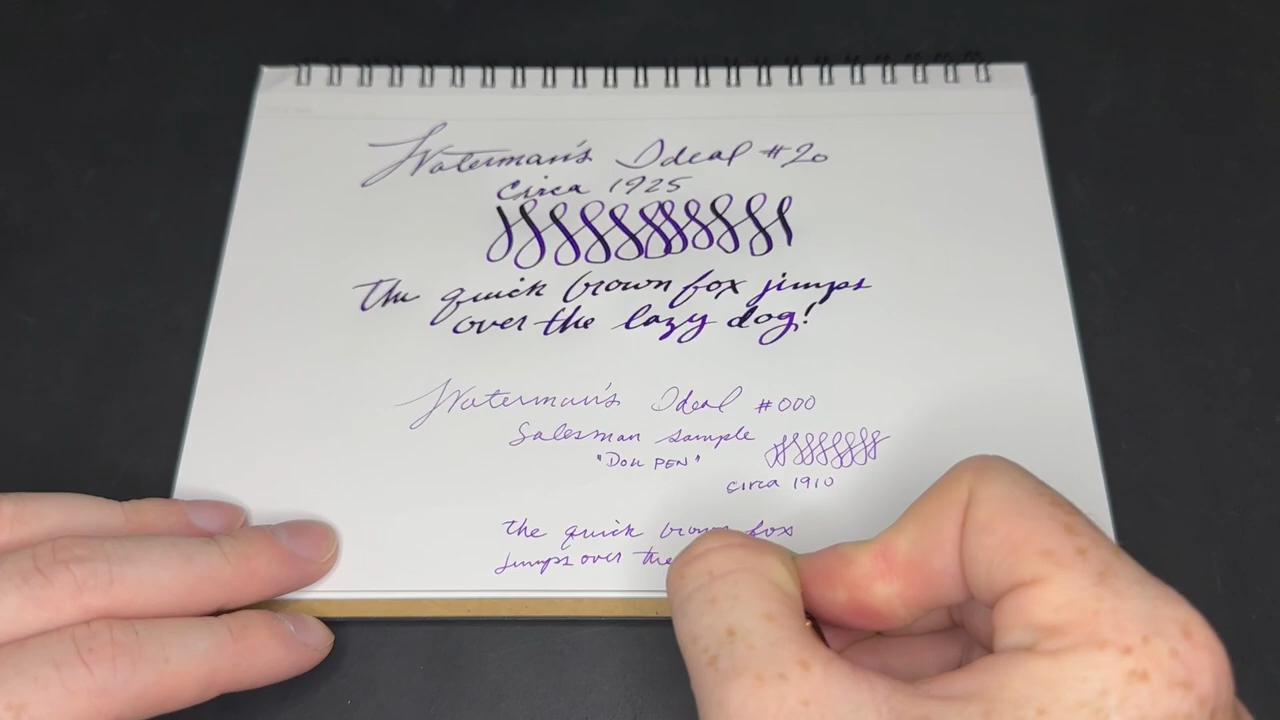 Waterman's Ideal #20
circa 1925
The quick brown fox jumps
over the lazy dog!
Waterman's Ideal #000
Salesman sample
"Doll PEN"
circa 1910
the quick brown fox
jumps over the